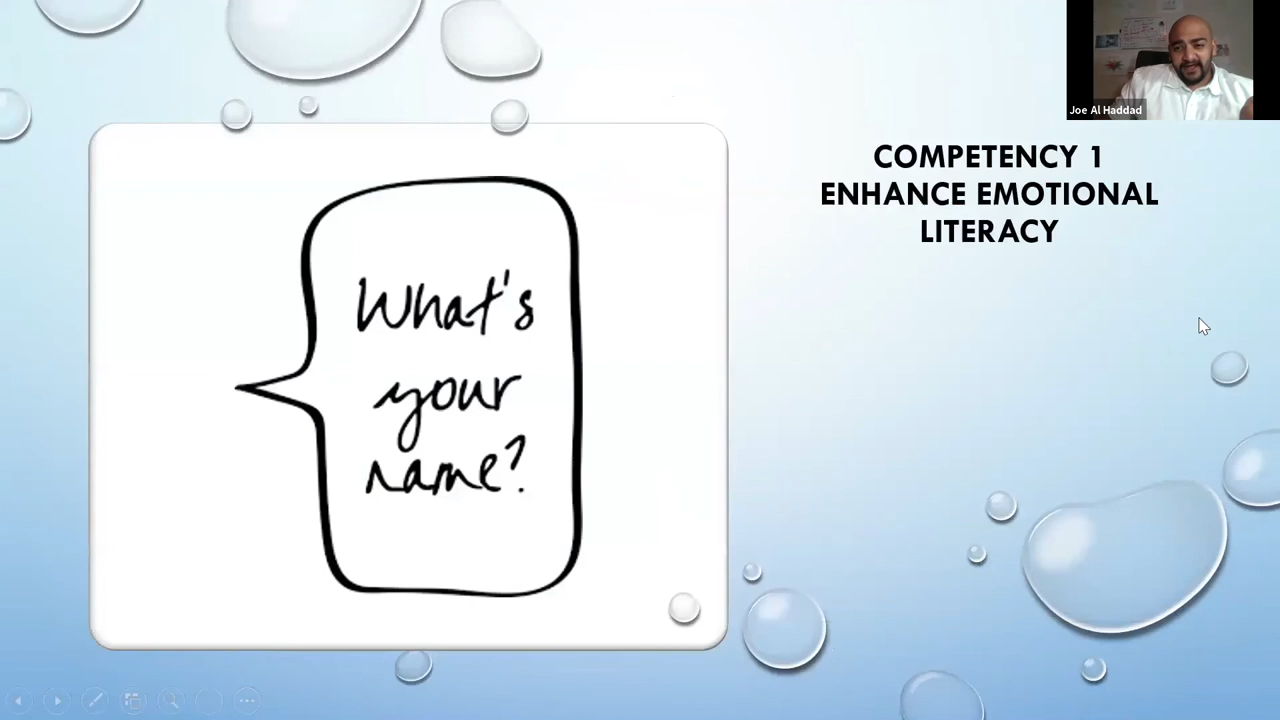 Joe Al Haddad
COMPETENCY 1
ENHANCE EMOTIONAL
LITERACY
What's
your
name?